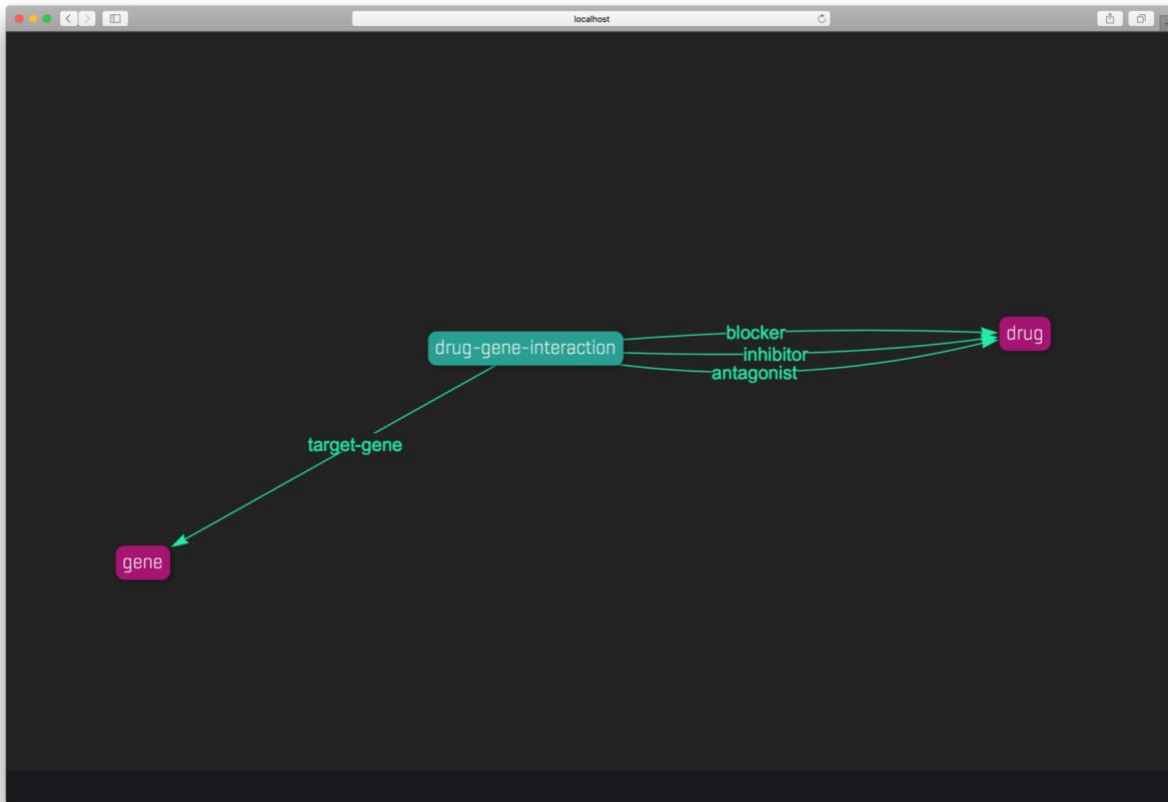 localhost
blocker
drug
drug-gene-interaction
inhibitor
antagonist
target-gene
gene